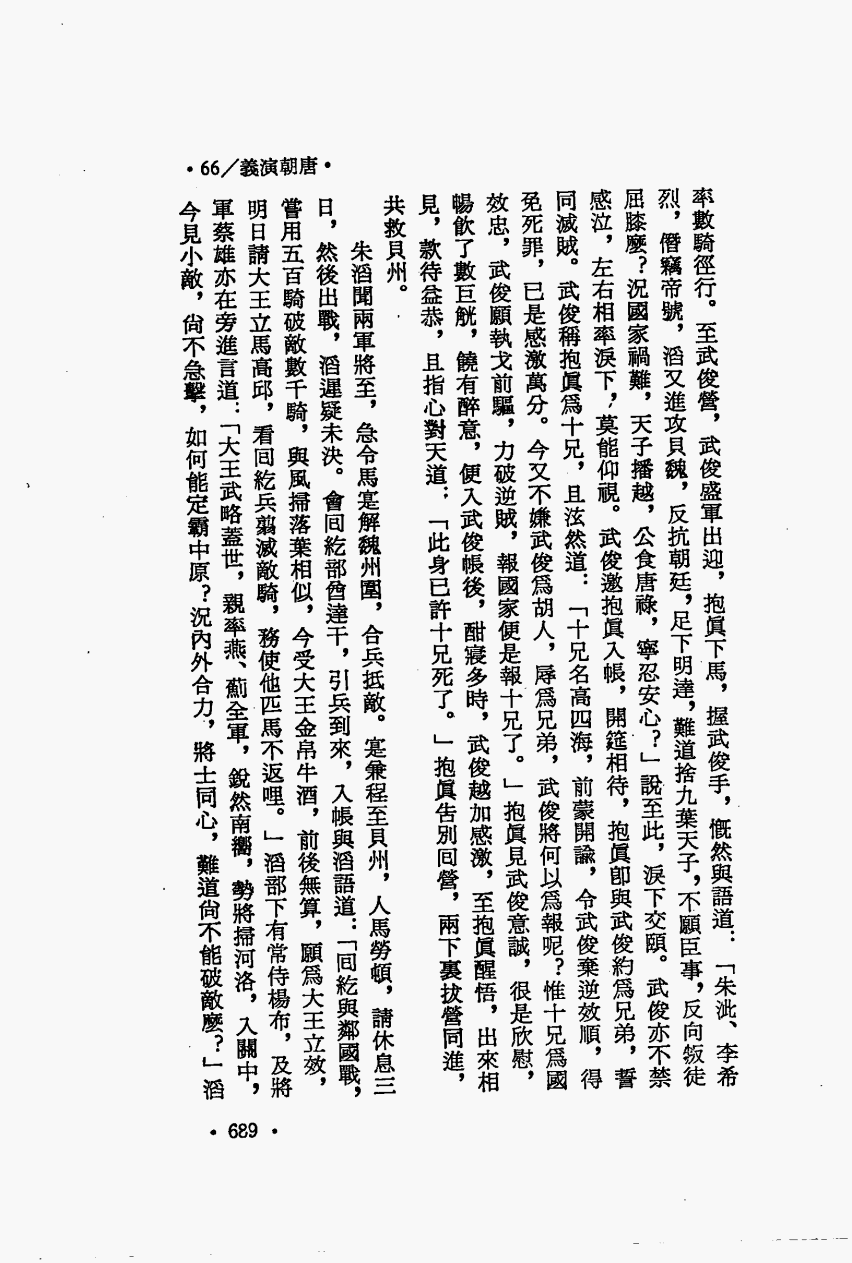 •66／義演朝唐•
率數騎徑行。至武俊營，武俊盛軍出迎，抱眞下馬，握武俊手，慨然與語道：「朱泚、李希
烈，僭竊帝號，滔又進攻貝魏，反抗朝廷，足下明達，難道捨九葉天子，不願臣事，反向叛徒
屈膝麼？況國家禍難，天子播越，公食唐祿，寧忍安心？」說至此，淚下交頤。武俊亦不禁
感泣，左右相率淚下，莫能仰視。武俊邀抱眞入帳，開筵相待，抱眞卽與武俊約爲兄弟，誓
同滅賊。武俊稱抱眞爲十兄，且泫然道：「十兄名高四海，前蒙開諭，令武俊棄逆效順，得
免死罪，已是感激萬分。今又不嫌武俊爲胡人，辱爲兄弟，武俊將何以爲報呢？惟十兄爲國
效忠，武俊願執戈前驅，力破逆賊，報國家便是報十兄了。」抱眞見武俊意誠，很是欣慰，
暢飮了數巨觥，饒有醉意，便入武俊帳後，酣寢多時，武俊越加感激，至抱眞醒悟，出來相
見，款待益恭，且指心對天道：「此身已許十兄死了。」抱眞吿別回營，兩下裏拔營同進，
共救貝州。
朱滔聞兩軍將至，急令馬寔解魏州圍，合兵抵敵。寔兼程至貝州，人馬勞頓，請休息三
日，然後出戰，滔遲疑未決。會回紇部酋達干，引兵到來，入帳與滔語道：「回紇與鄰國戰，
嘗用五百騎破敵數千騎，與風掃落葉相似，今受大王金帛牛酒，前後無算，願爲大王立效，
明日請大王立馬高邱，看回紇兵翦滅敵騎，務使他匹馬不返哩。」滔部下有常侍楊布，及將
軍蔡雄亦在旁進言道：「大王武略蓋世，親率燕、薊全軍，銳然南嚮，勢將掃河洛，入關中，
今見小敵，尙不急擊，如何能定霸中原？況內外合力，將士同心，難道尙不能破敵麼？」滔
•689•